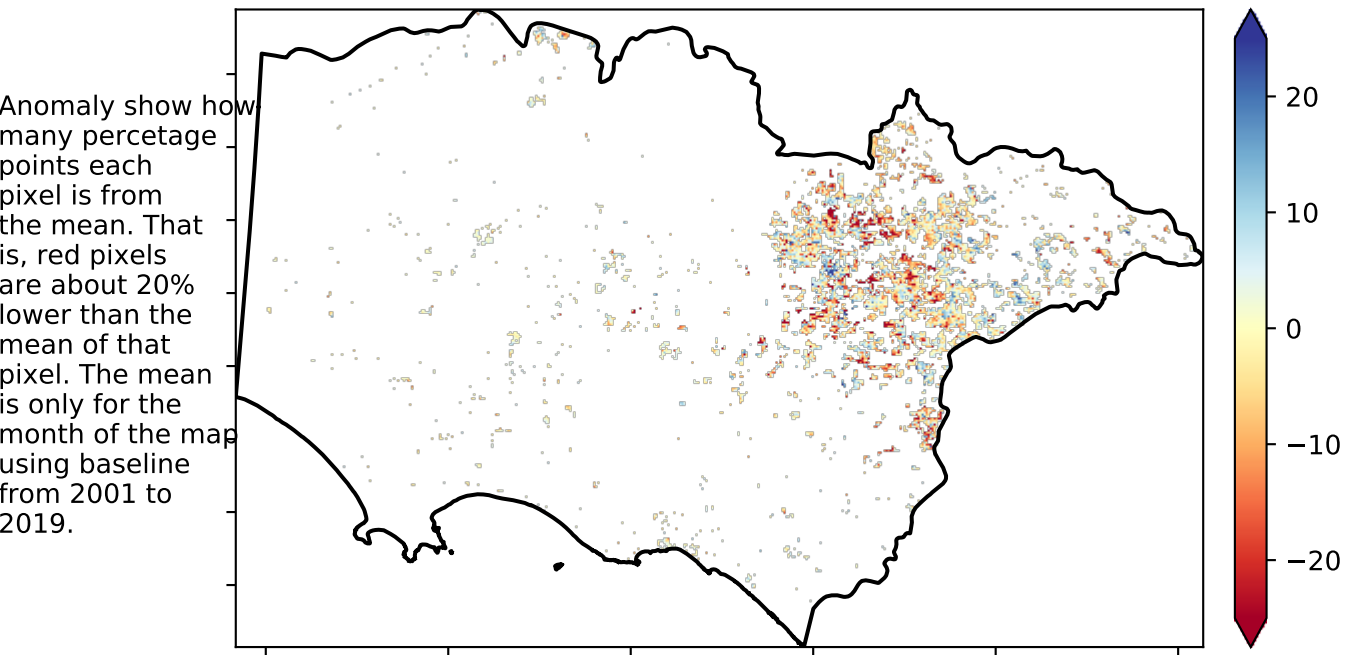 Anomaly show how
many percetage
points each
pixel is from
the mean. That
is, red pixels
are about 20%
lower than the
mean of that
pixel. The mean
is only for the
month of the map
using baseline
from 2001 to
2019.
20
10
0
−10
−20